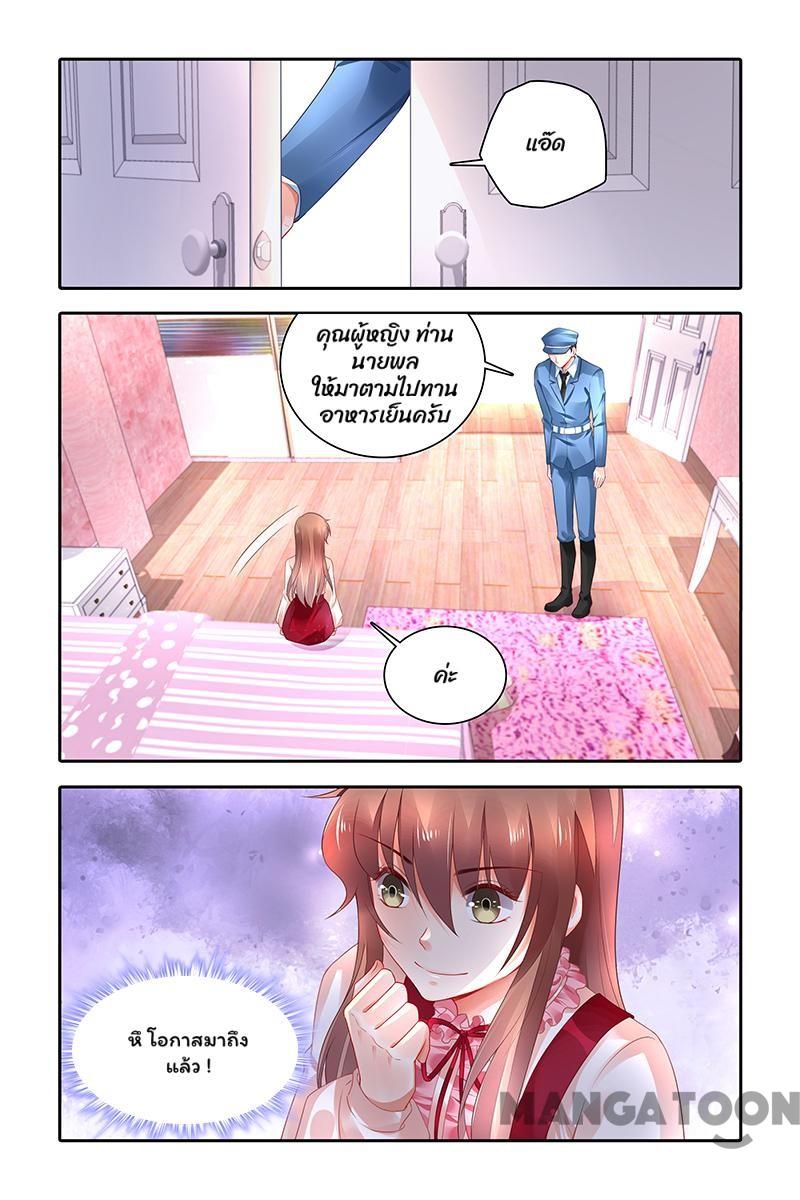 แอ๊ด
คุณผู้หญิง ท่าน
นายพล
ให้มาตามไปทาน
อาหารเย็นครับ
ค่ะ
หึ โอกาสมาถึง
แล้ว !
MANGATOON